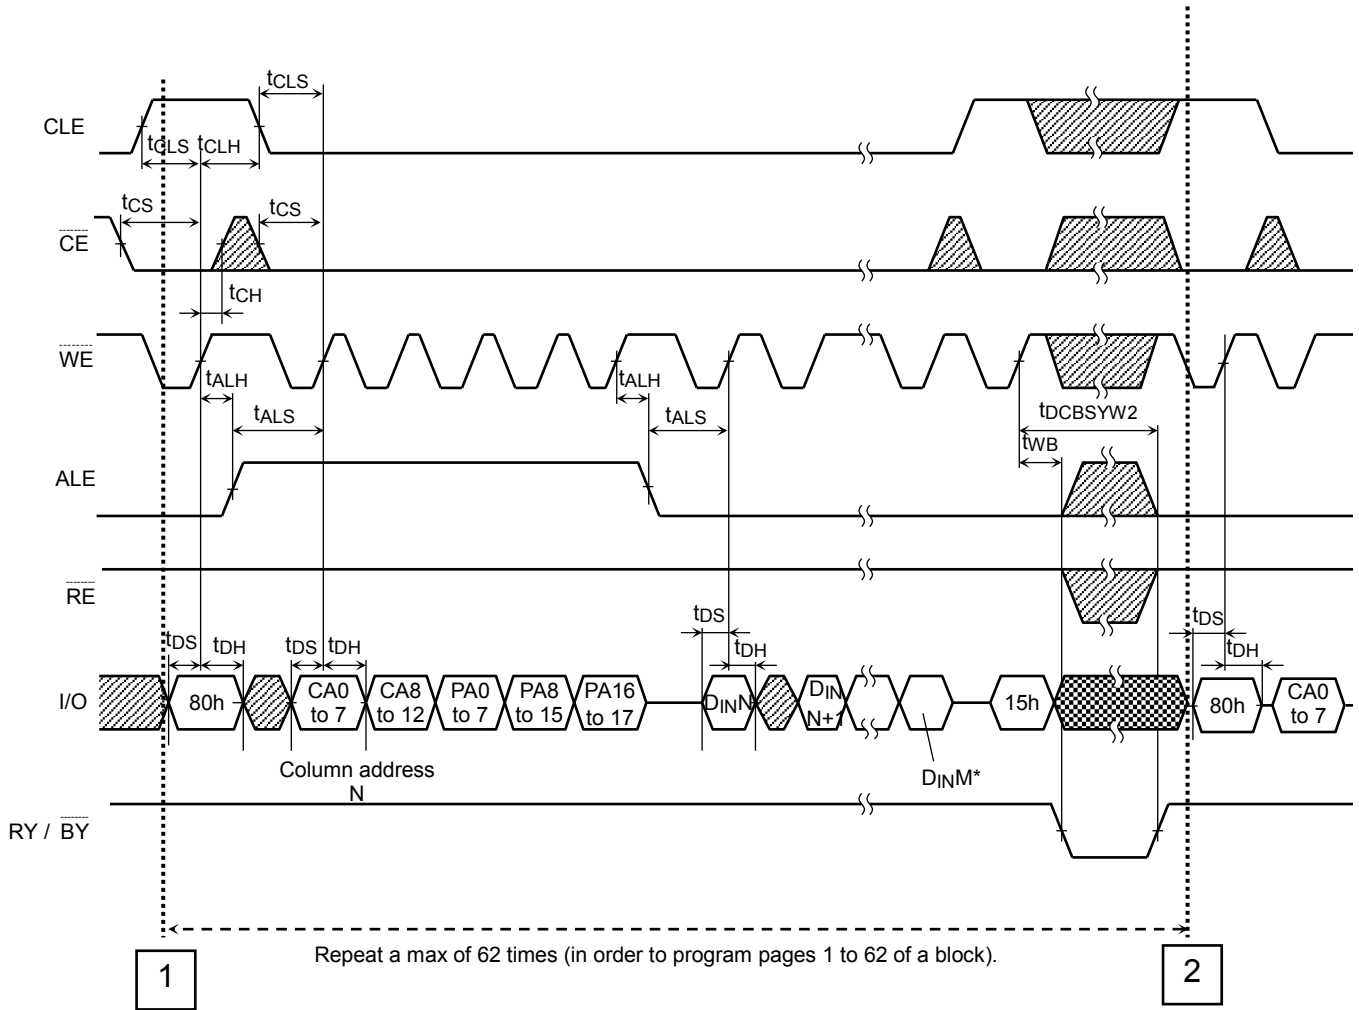 tCLS
CLE
tCLS tCLH
tCS tCS
CE
tCH
WE
tALH tALH
tALS tALS tDCBSYW2
tWB
ALE
RE
tDS tDH tDS tDH tDS tDH tDS tDH
I/O 80h CA0 to 7 CA8 to 12 PA0 to 7 PA8 to 15 PA16 to 17 DINN DIN N+1 15h 80h CA0 to 7
Column address
N
DINM*
RY / BY
Repeat a max of 62 times (in order to program pages 1 to 62 of a block).
1 2